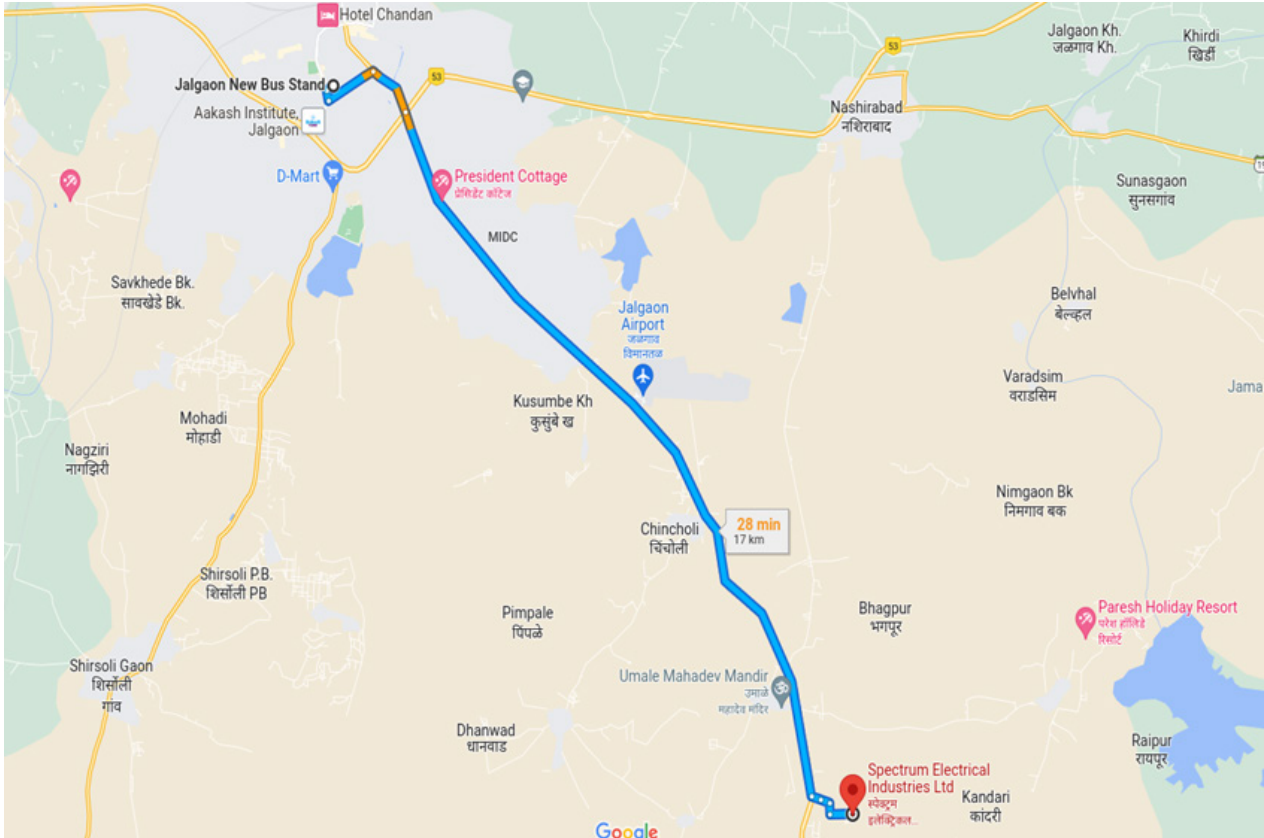 Hotel Chandan
Jalgaon New Bus Stand
Aakash Institute,
Jalgaon
53
D-Mart
President Cottage
प्रेसिडेंट कॉटेज
MIDC
53
Nashirabad
नशिराबाद
Jalgaon Kh.
जळगाव Kh.
Khirdi
खिर्डी
Sunasgaon
सुनसगांव
Savkhede Bk.
सावखेडे Bk.
Jalgaon
Airport
जळगाव
विमानतळ
Belvhal
बेल्व्हल
Varadsim
वराडसिम
Jama
Kusumbe Kh
कुसुंबे ख
Mohadi
मोहाडी
Nagziri
नागझिरी
Nimgaon Bk
निमगाव बक
Chincholi
चिंचोली
28 min
17 km
Shirsoli P.B.
शिर्सोली PB
Pimpale
पिंपळे
Bhagpur
भगपूर
Paresh Holiday Resort
परेश हॉलिडे
रिसोर्ट
Shirsoli Gaon
शिर्सोली
गांव
Umale Mahadev Mandir
उमाळे
महादेव मंदिर
Dhanwad
धानवाड
Raipur
रायपूर
Spectrum Electrical
Industries Ltd
स्पेक्ट्रम
इलेक्ट्रिकल...
Kandari
कांदरी
Google